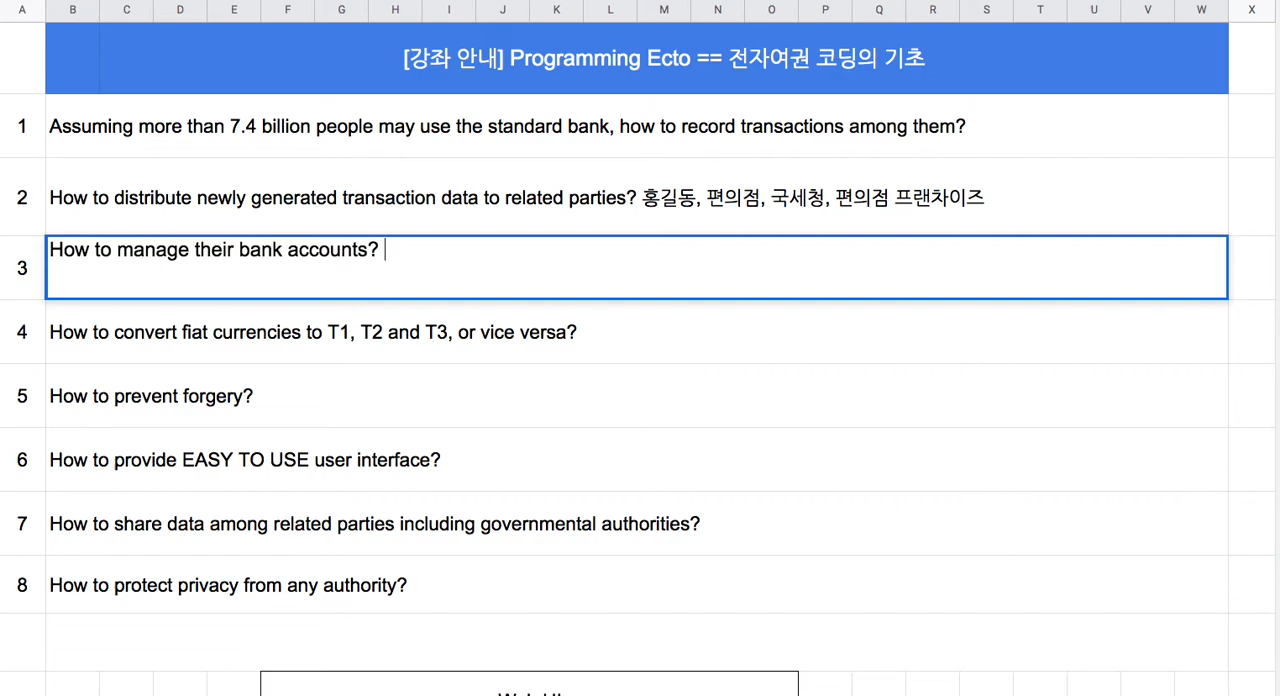 A B C D E F G H I J K L M N O P Q R S T U V W X
[강좌 안내] Programming Ecto == 전자여권 코딩의 기초
1 Assuming more than 7.4 billion people may use the standard bank, how to record transactions among them?
2 How to distribute newly generated transaction data to related parties? 홍길동, 편의점, 국세청, 편의점 프랜차이즈
3 How to manage their bank accounts?
4 How to convert fiat currencies to T1, T2 and T3, or vice versa?
5 How to prevent forgery?
6 How to provide EASY TO USE user interface?
7 How to share data among related parties including governmental authorities?
8 How to protect privacy from any authority?